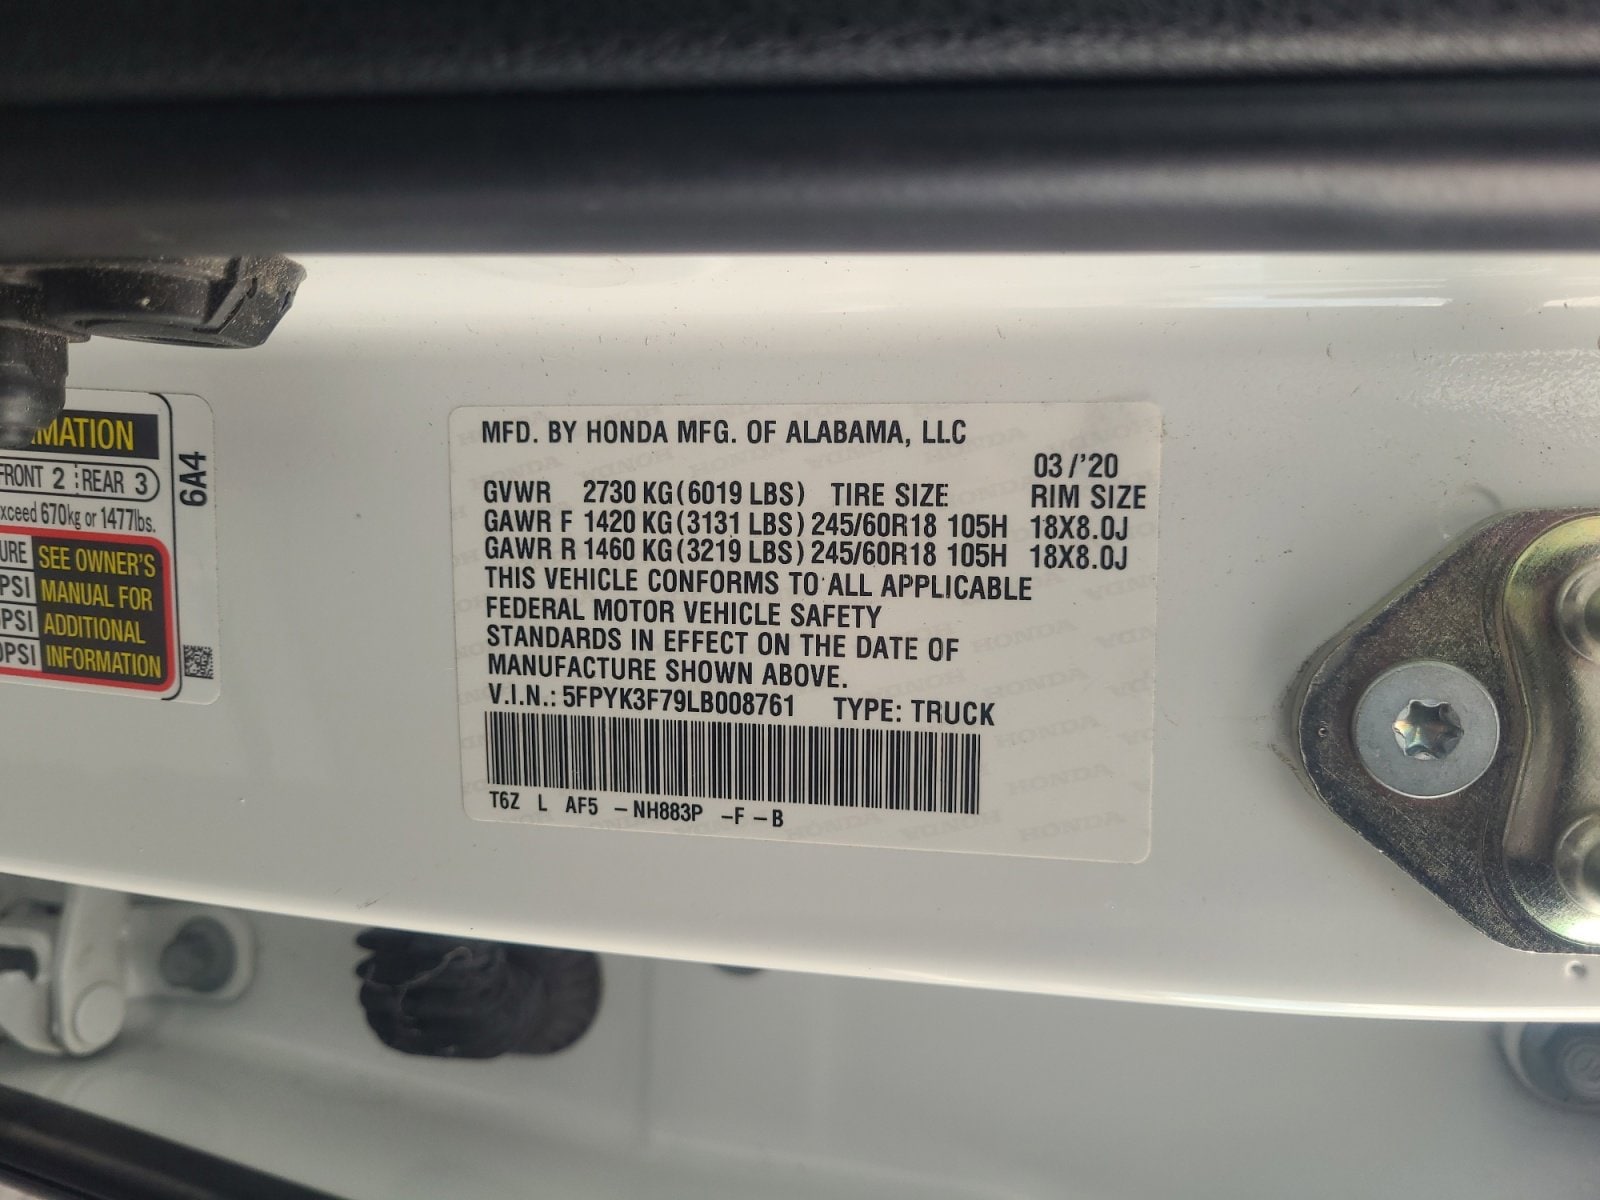 MATION
FRONT 2 REAR 3
xceed 670kg or 1477lbs.
SEE OWNER'S
PSI MANUAL FOR
PSI ADDITIONAL
PSI INFORMATION
6A4
MFD. BY HONDA MFG. OF ALABAMA, LLC
03/'20
GVWR 2730 KG(6019 LBS) TIRE SIZE RIM SIZE
GAWR F 1420 KG(3131 LBS) 245/60R18 105H 18X8.0J
GAWR R 1460 KG(3219 LBS) 245/60R18 105H 18X8.0J
THIS VEHICLE CONFORMS TO ALL APPLICABLE
FEDERAL MOTOR VEHICLE SAFETY
STANDARDS IN EFFECT ON THE DATE OF
MANUFACTURE SHOWN ABOVE.
V.I.N.: 5FPYK3F79LB008761 TYPE: TRUCK
T6Z L AF5 -NH883P -F -B